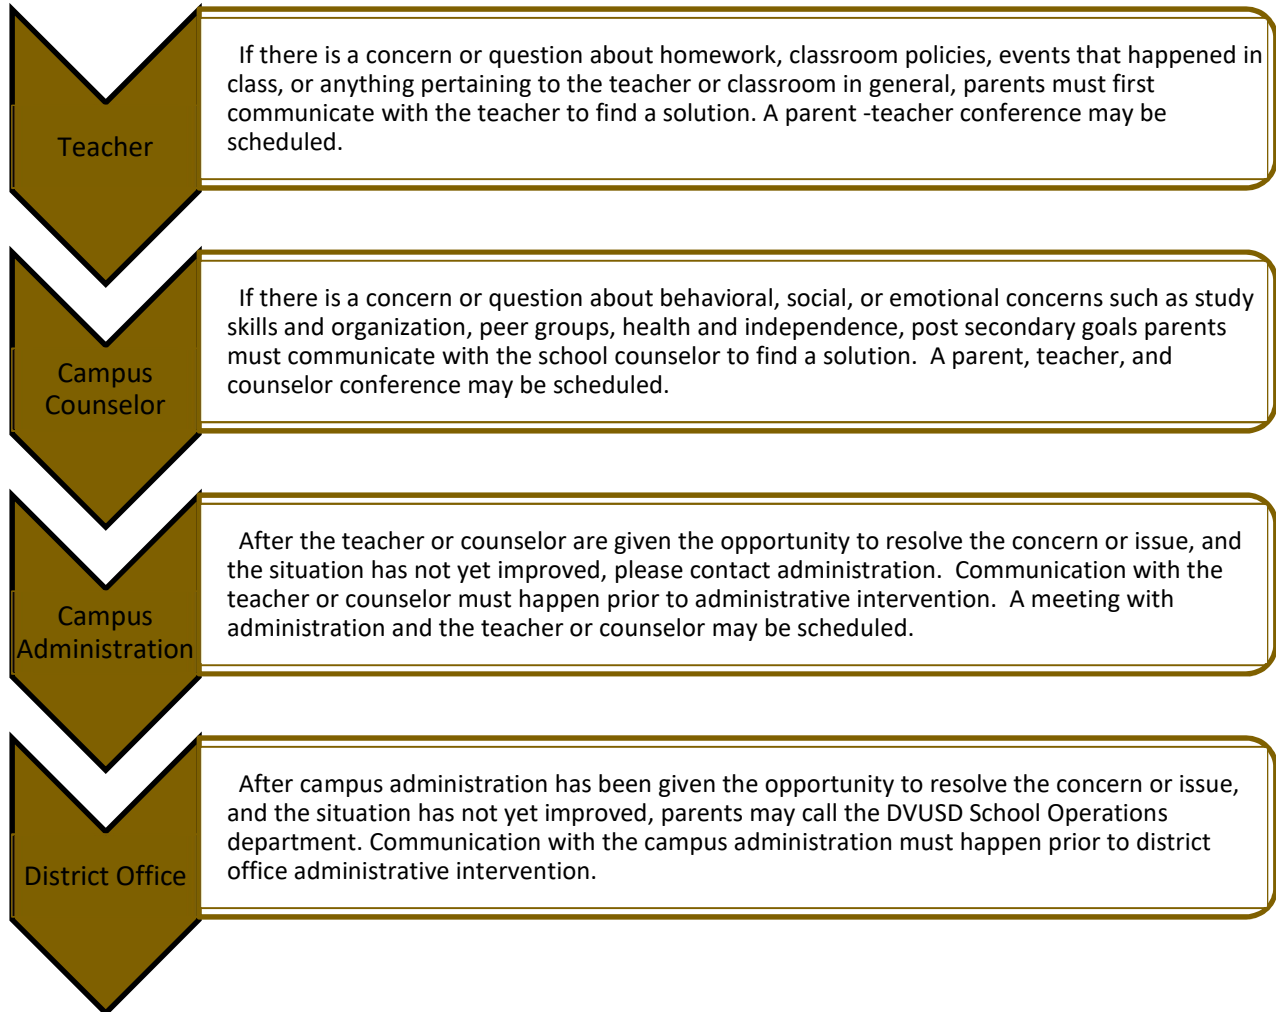 Teacher
If there is a concern or question about homework, classroom policies, events that happened in
class, or anything pertaining to the teacher or classroom in general, parents must first
communicate with the teacher to find a solution. A parent -teacher conference may be
scheduled.
Campus
Counselor
If there is a concern or question about behavioral, social, or emotional concerns such as study
skills and organization, peer groups, health and independence, post secondary goals parents
must communicate with the school counselor to find a solution.  A parent, teacher, and
counselor conference may be scheduled.
Campus
Administration
After the teacher or counselor are given the opportunity to resolve the concern or issue, and
the situation has not yet improved, please contact administration.  Communication with the
teacher or counselor must happen prior to administrative intervention.  A meeting with
administration and the teacher or counselor may be scheduled.
District Office
After campus administration has been given the opportunity to resolve the concern or issue,
and the situation has not yet improved, parents may call the DVUSD School Operations
department. Communication with the campus administration must happen prior to district
office administrative intervention.